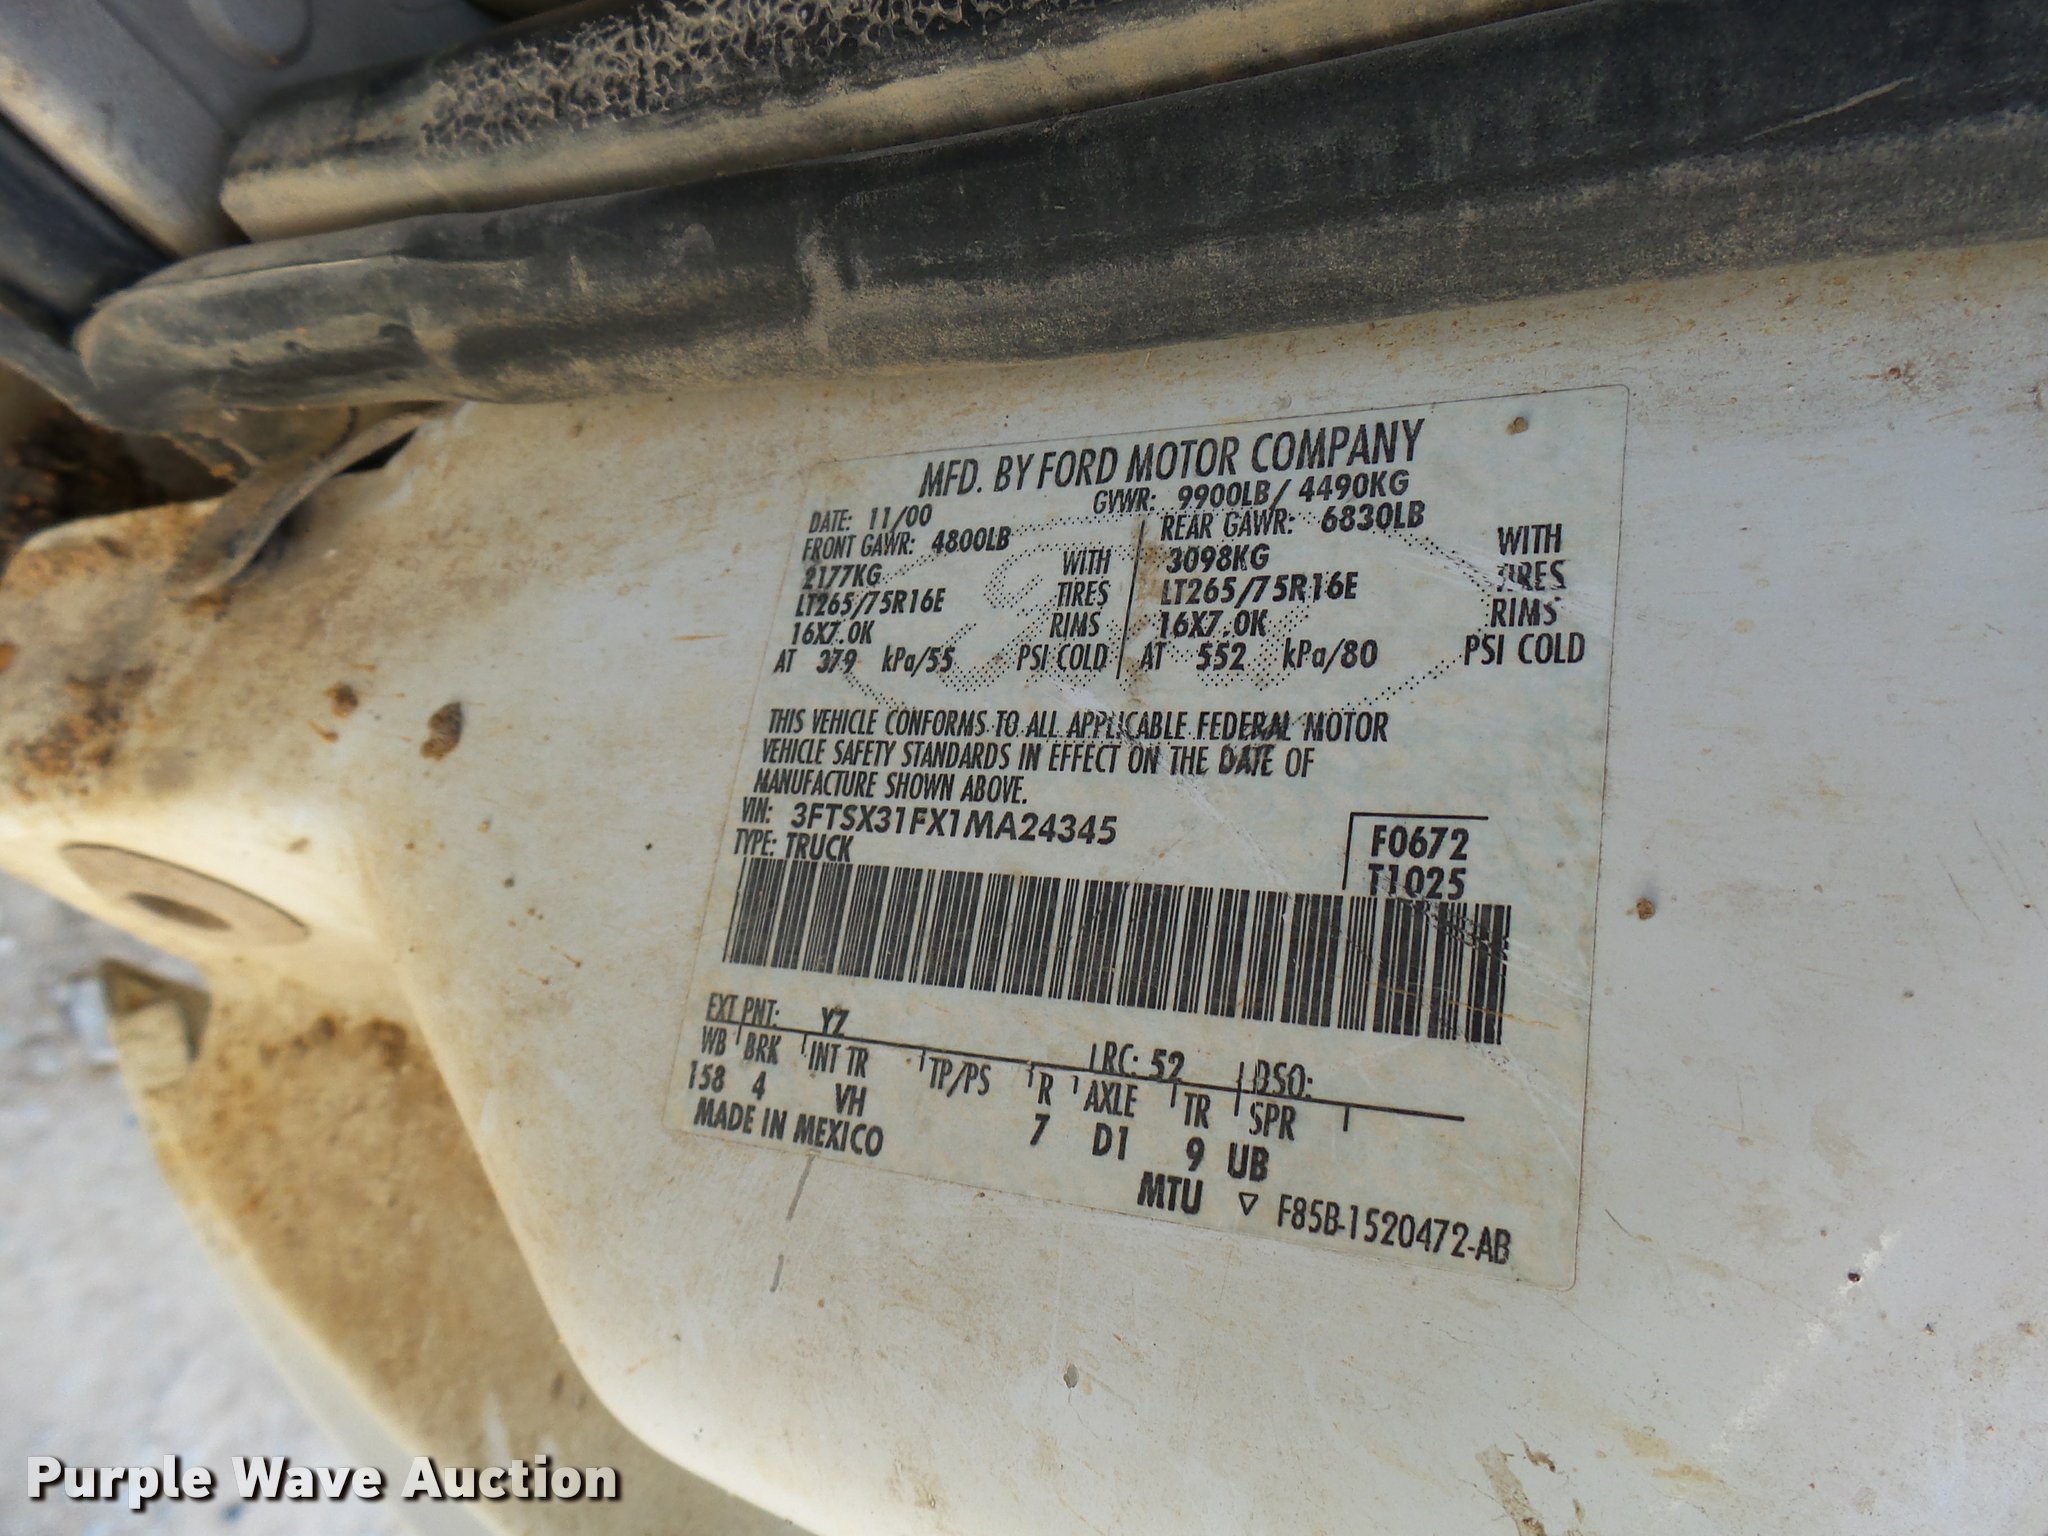 MFD. BY FORD MOTOR COMPANY
DATE: 11/00 GVWR: 9900LB/ 4490KG
FRONT GAWR: 4800LB REAR GAWR: 6830LB
2177KG WITH 3098KG WITH
LT265/75R16E TIRES LT265/75R16E TIRES
16X7.0K RIMS 16X7.0K RIMS
AT 379 kPa/55 PSI COLD AT 552 kPa/80 PSI COLD
THIS VEHICLE CONFORMS TO ALL APPLICABLE FEDERAL MOTOR
VEHICLE SAFETY STANDARDS IN EFFECT ON THE DATE OF
MANUFACTURE SHOWN ABOVE.
VIN: 3FTSX31FX1MA24345 F0672
TYPE: TRUCK T1025
EXT PNT: YZ RC: 52 DSO:
WB BRK INT TR TP/PS R AXLE TR SPR
158 4 VH 7 D1 9 UB
MADE IN MEXICO MTU ▽ F85B-1520472-AB
Purple Wave Auction